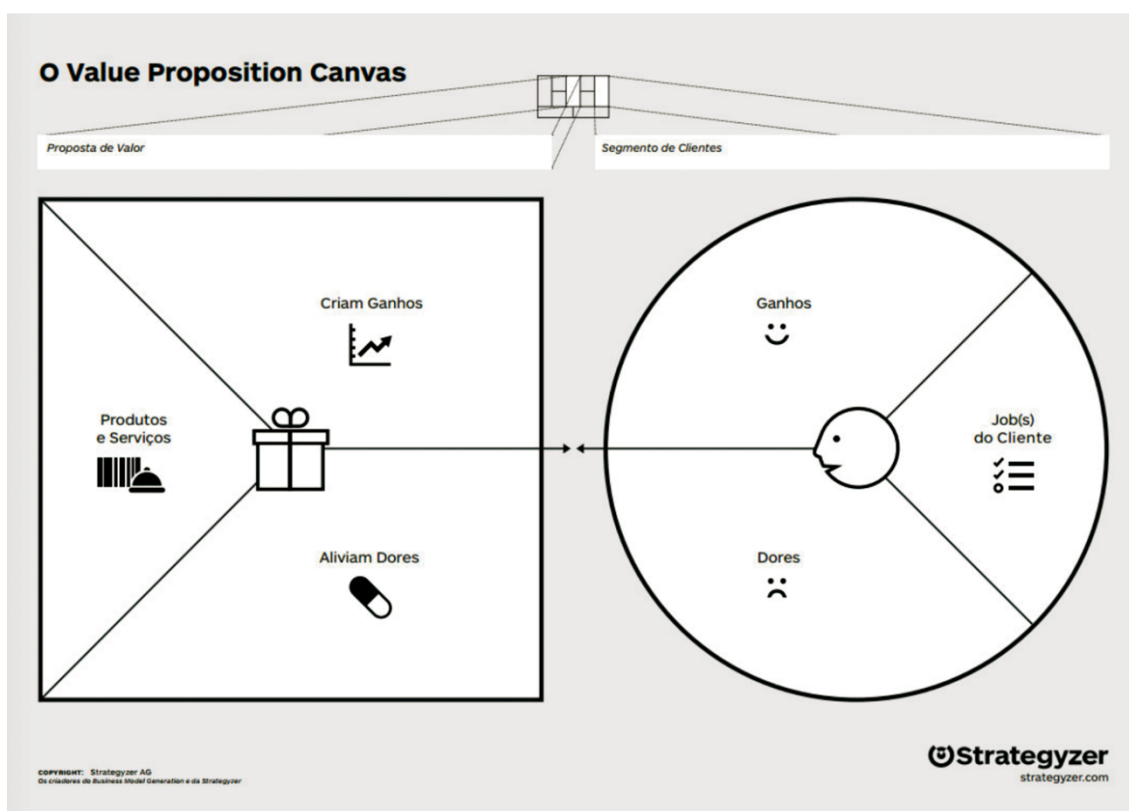 O Value Proposition Canvas
Proposta de Valor
Segmento de Clientes
Criam Ganhos
Produtos
e Serviços
Aliviam Dores
Ganhos
Job(s)
do Cliente
Dores
COPYRIGHT: Strategyzer AG
Os criadores do Business Model Generation e da Strategyzer
Strategyzer
strategyzer.com